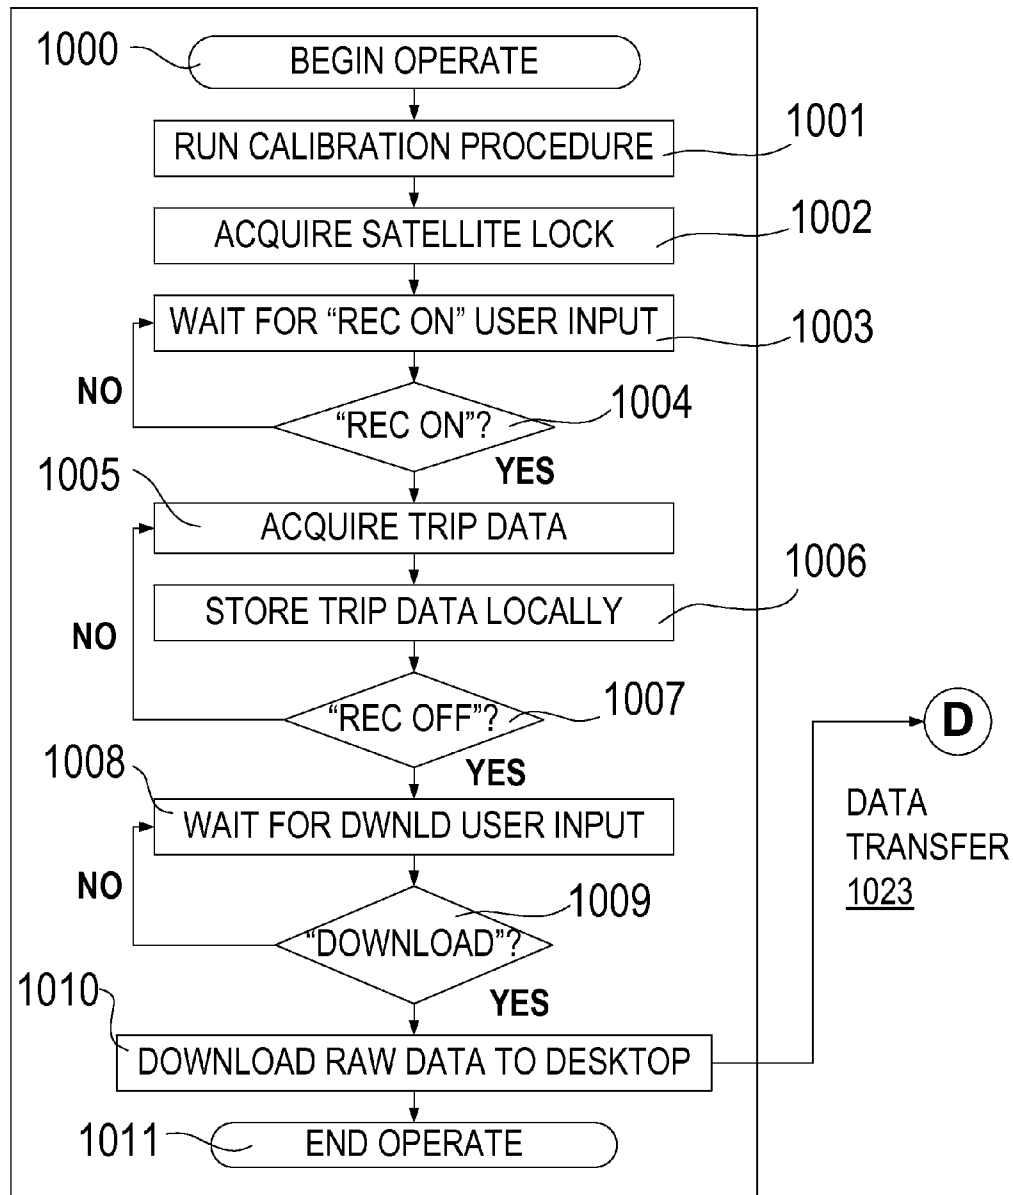 1000
BEGIN OPERATE
1001
RUN CALIBRATION PROCEDURE
1002
ACQUIRE SATELLITE LOCK
1003
WAIT FOR “REC ON” USER INPUT
NO
1004
“REC ON”?
YES
1005
ACQUIRE TRIP DATA
1006
STORE TRIP DATA LOCALLY
NO
1007
“REC OFF”?
YES
D
DATA
TRANSFER
1023
1008
WAIT FOR DWNLD USER INPUT
NO
1009
“DOWNLOAD”?
YES
1010
DOWNLOAD RAW DATA TO DESKTOP
1011
END OPERATE